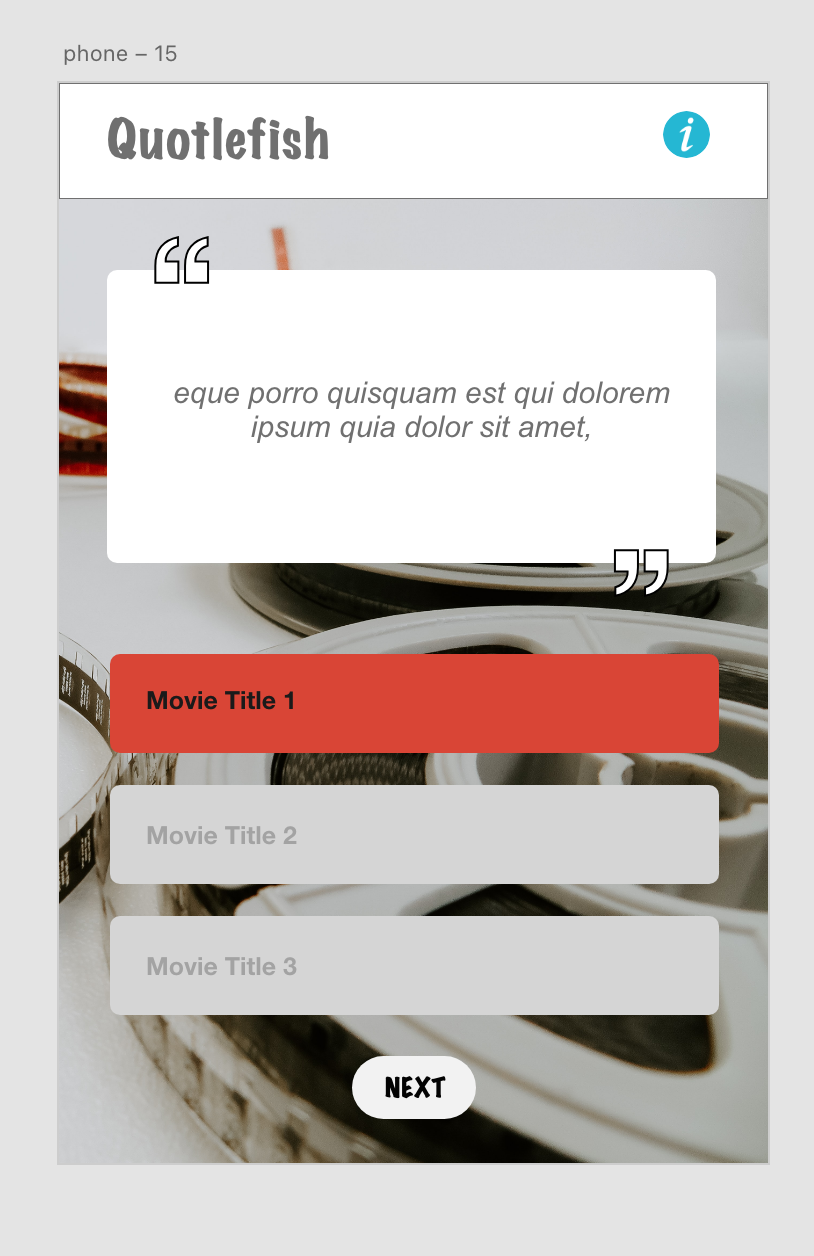 phone – 15
Quotlefish
i
“
eque porro quisquam est qui dolorem
ipsum quia dolor sit amet,
”
Movie Title 1
Movie Title 2
Movie Title 3
NEXT